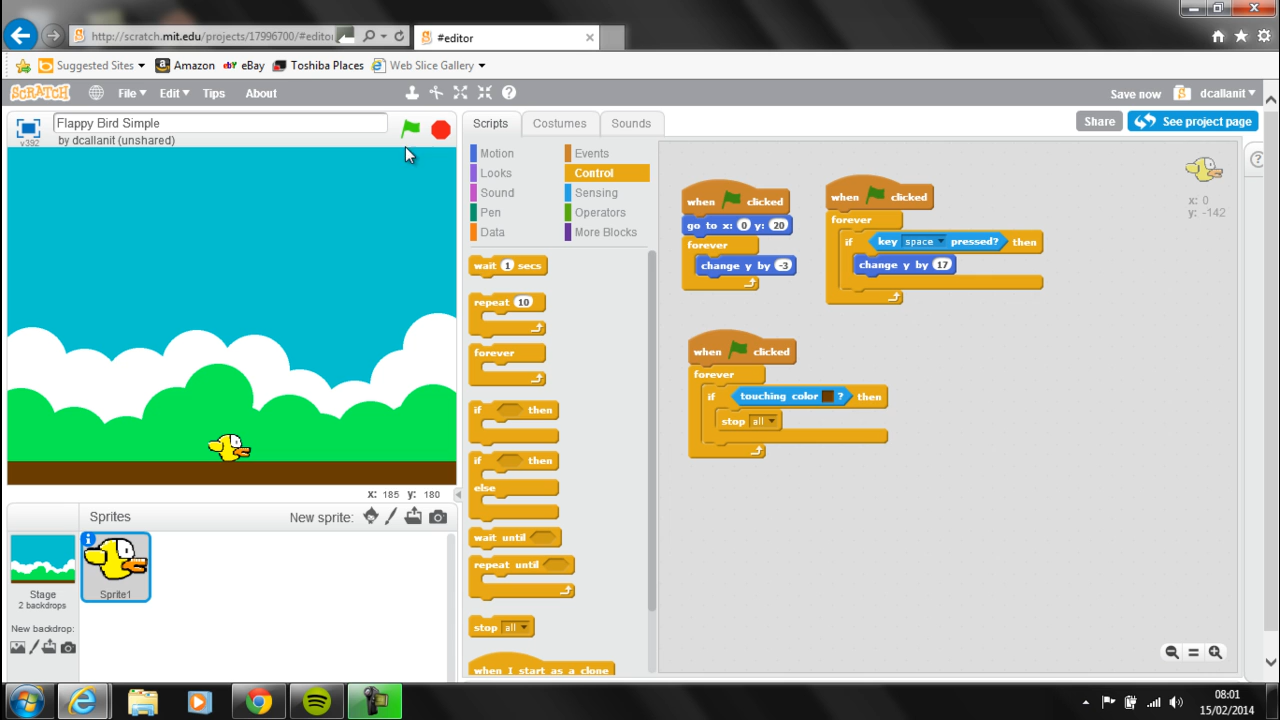 http://scratch.mit.edu/projects/17996700/#editor
#editor
Suggested Sites
Amazon
eBay
Toshiba Places
Web Slice Gallery
SCRATCH
File
Edit
Tips
About
Save now
dcallanit
v392
Flappy Bird Simple
by dcallanit (unshared)
Scripts
Costumes
Sounds
Share
See project page
Motion
Looks
Sound
Pen
Data
Events
Control
Sensing
Operators
More Blocks
wait 1 secs
repeat 10
forever
if then
if then
else
wait until
repeat until
stop all
when I start as a clone
when clicked
go to x: 0 y: 20
forever
change y by -3
when clicked
forever
if key space pressed? then
change y by 17
when clicked
forever
if touching color ? then
stop all
x: 0
y: -142
x: 185 y: 180
Sprites
New sprite:
Stage
2 backdrops
New backdrop:
Sprite1
08:01
15/02/2014